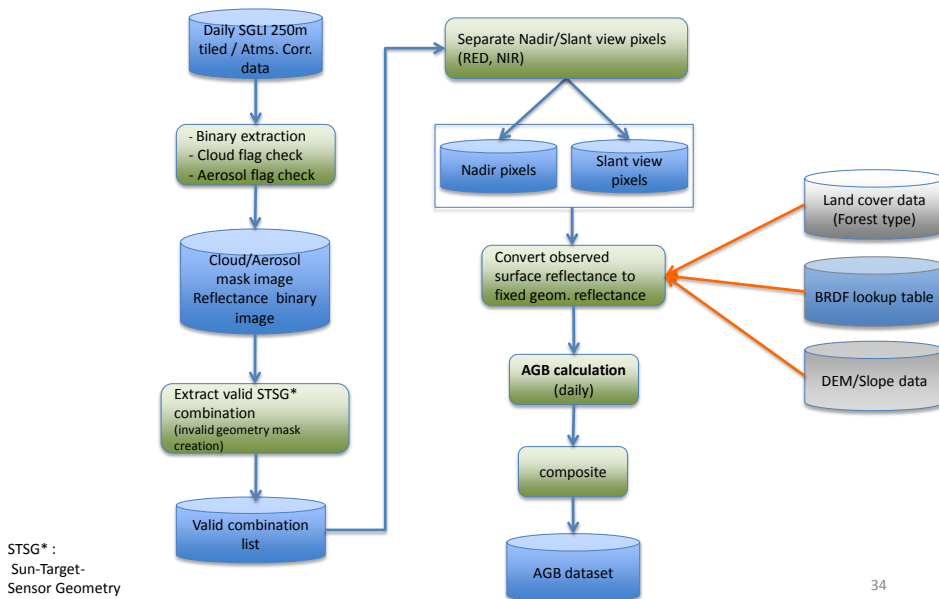 Daily SGLI 250m
tiled / Atms. Corr.
data
- Binary extraction
- Cloud flag check
- Aerosol flag check
Cloud/Aerosol
mask image
Reflectance binary
image
Extract valid STSG*
combination
(invalid geometry mask
creation)
Valid combination
list
STSG* :
Sun-Target-
Sensor Geometry
Separate Nadir/Slant view pixels
(RED, NIR)
Nadir pixels
Slant view
pixels
Convert observed
surface reflectance to
fixed geom. reflectance
Land cover data
(Forest type)
BRDF lookup table
DEM/Slope data
AGB calculation
(daily)
composite
AGB dataset
34